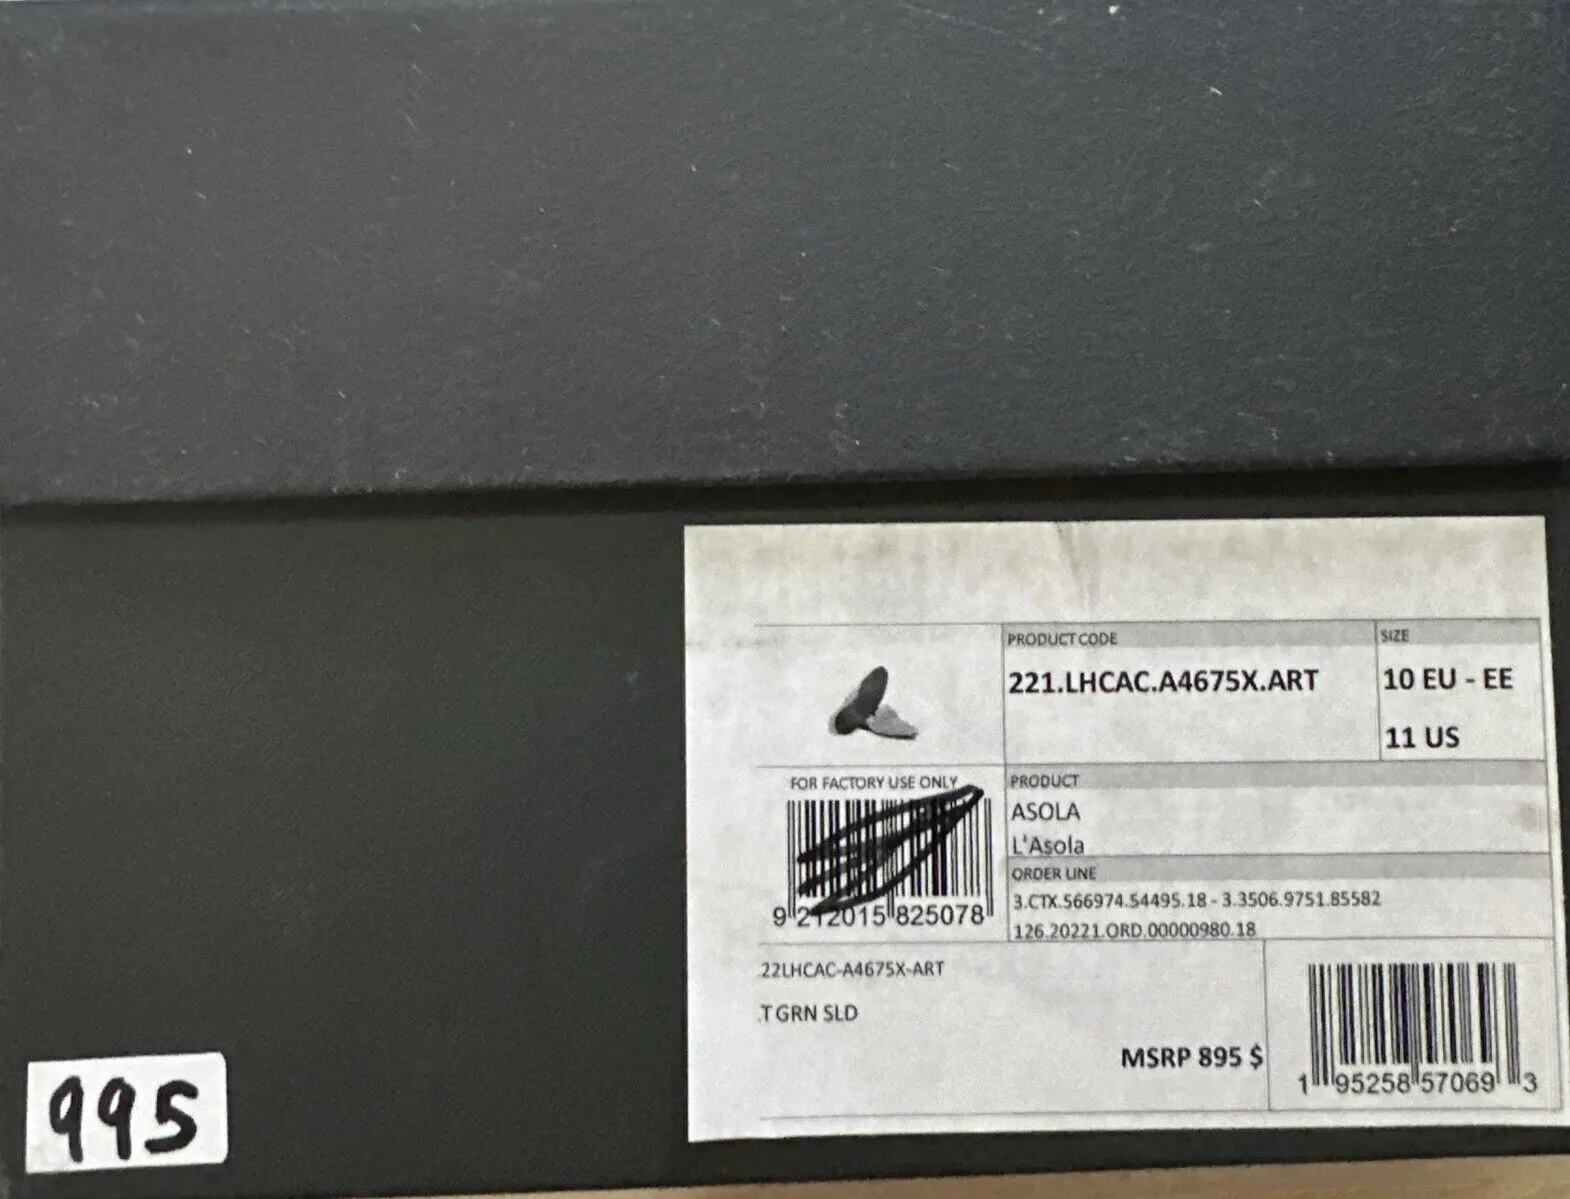 PRODUCT CODE
221.LHCAC.A4675X.ART
SIZE
10 EU - EE
11 US
FOR FACTORY USE ONLY
9 212015 825078
PRODUCT
ASOLA
L'Asola
ORDER LINE
3.CTX.566974.54495.18 - 3.3506.9751.85582
126.20221.ORD.00000980.18
22LHCAC-A4675X-ART
.T GRN SLD
MSRP 895 $
1 95258 57069 3
995